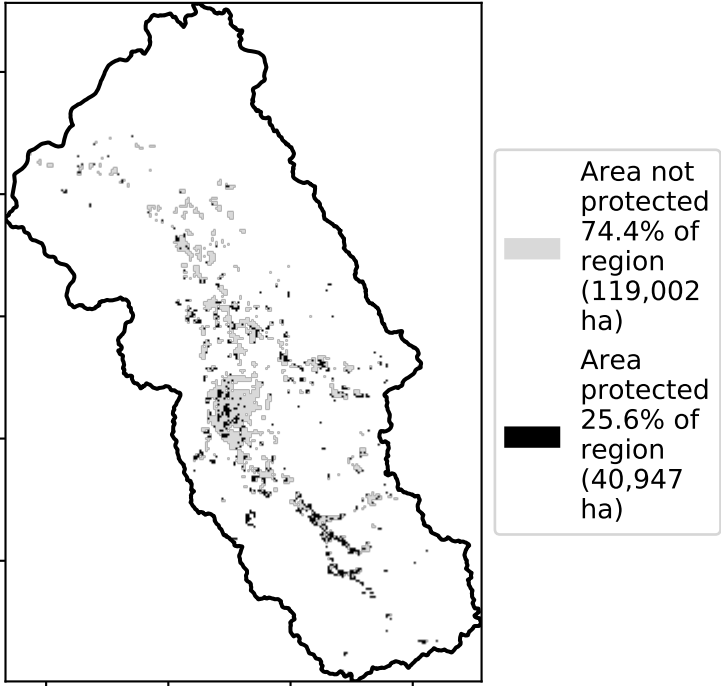 Area not
protected
74.4% of
region
(119,002
ha)
Area
protected
25.6% of
region
(40,947
ha)